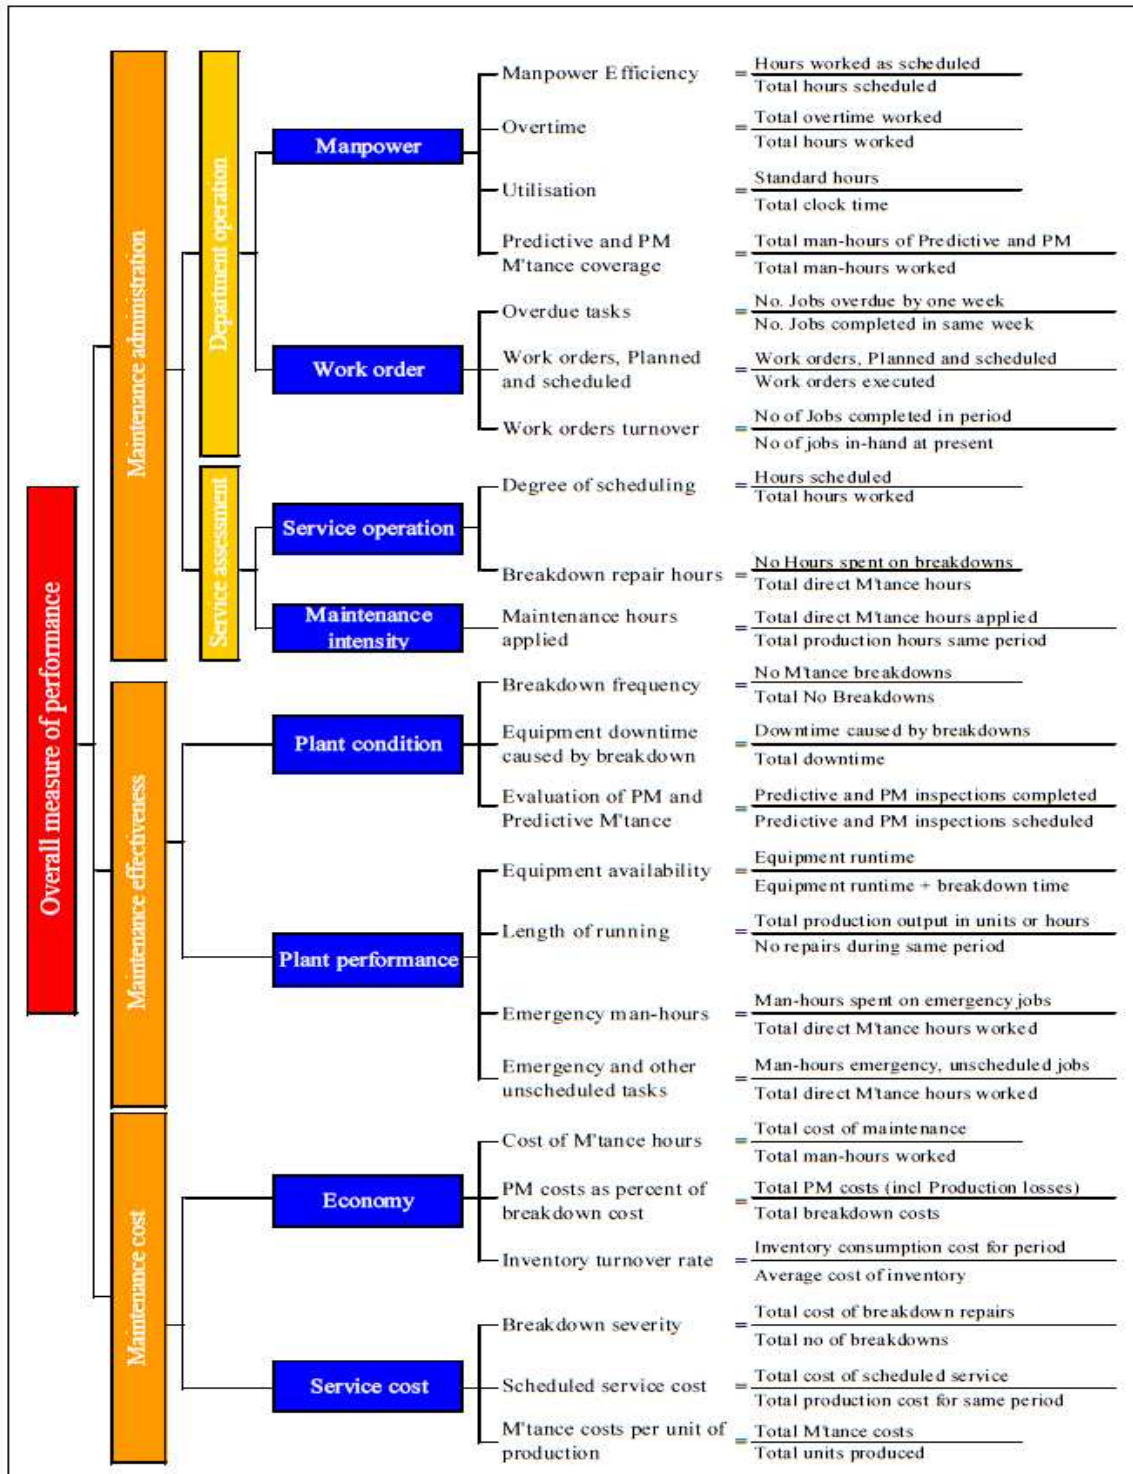 Overall measure of performance
Maintenance administration
Department operation
Manpower
Manpower Efficiency
=
Hours worked as scheduled
Total hours scheduled
Overtime
=
Total overtime worked
Total hours worked
Utilisation
=
Standard hours
Total clock time
Predictive and PM
M'tance coverage
=
Total man-hours of Predictive and PM
Total man-hours worked
Work order
Overdue tasks
=
No. Jobs overdue by one week
No. Jobs completed in same week
Work orders, Planned
and scheduled
=
Work orders, Planned and scheduled
Work orders executed
Work orders turnover
=
No of Jobs completed in period
No of jobs in-hand at present
Service assessment
Service operation
Degree of scheduling
=
Hours scheduled
Total hours worked
Breakdown repair hours
=
No Hours spent on breakdowns
Total direct M'tance hours
Maintenance
intensity
Maintenance hours
applied
=
Total direct M'tance hours applied
Total production hours same period
Maintenance effectiveness
Plant condition
Breakdown frequency
=
No M'tance breakdowns
Total No Breakdowns
Equipment downtime
caused by breakdown
=
Downtime caused by breakdowns
Total downtime
Evaluation of PM and
Predictive M'tance
=
Predictive and PM inspections completed
Predictive and PM inspections scheduled
Plant performance
Equipment availability
=
Equipment runtime
Equipment runtime + breakdown time
Length of running
=
Total production output in units or hours
No repairs during same period
Emergency man-hours
=
Man-hours spent on emergency jobs
Total direct M'tance hours worked
Emergency and other
unscheduled tasks
=
Man-hours emergency, unscheduled jobs
Total direct M'tance hours worked
Maintenance cost
Economy
Cost of M'tance hours
=
Total cost of maintenance
Total man-hours worked
PM costs as percent of
breakdown cost
=
Total PM costs (incl Production losses)
Total breakdown costs
Inventory turnover rate
=
Inventory consumption cost for period
Average cost of inventory
Service cost
Breakdown severity
=
Total cost of breakdown repairs
Total no of breakdowns
Scheduled service cost
=
Total cost of scheduled service
Total production cost for same period
M'tance costs per unit of
production
=
Total M'tance costs
Total units produced